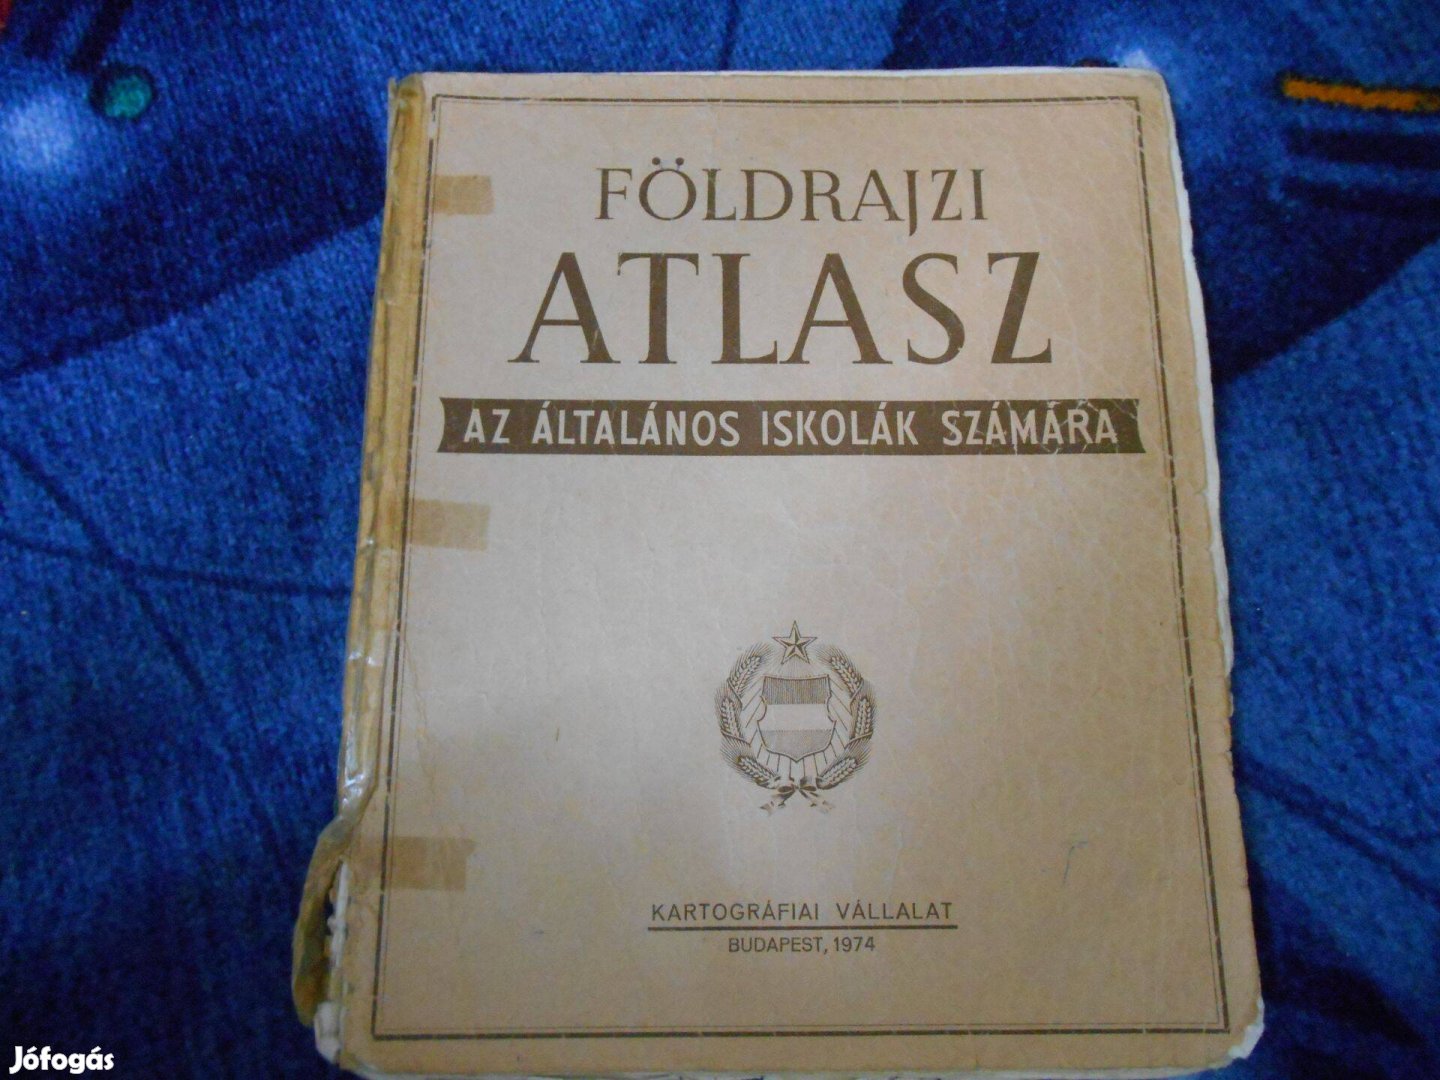 FÖLDRAJZI
ATLASZ
AZ ÁLTALÁNOS ISKOLÁK SZÁMÁRA
KARTOGRÁFIAI VÁLLALAT
BUDAPEST, 1974
Jófogás